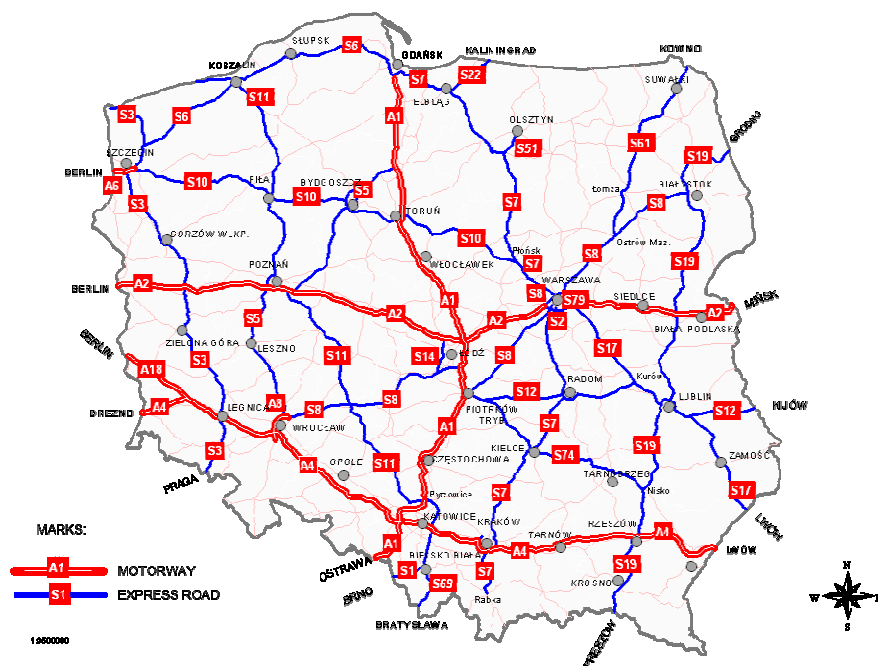 S6
SŁUPSK
GDAŃSK
KALININGRAD
KOWNO
KOSZALIN
S11
S7
S22
SUWAŁKI
S3
S6
A1
ELBLĄG
OLSZTYN
GRODNO
S51
S61
S19
SZCZECIN
BERLIN
A6
S10
PIŁA
BYDGOSZCZ
S5
S10
Łomża
BIAŁYSTOK
S8
S3
S7
TORUŃ
GORZÓW WLKP.
S10
Płońsk
Ostrów Maz.
S8
WŁOCŁAWEK
S7
S19
POZNAŃ
BERLIN
A2
A1
S8
WARSZAWA
S79
SIEDLCE
MIŃSK
A2
A2
S2
A2
BIAŁA PODLASKA
BERLIN
ZIELONA GÓRA
S5
LESZNO
S11
S14
ŁÓDŹ
S8
S17
S3
A18
Kurów
RADOM
S12
LUBLIN
DREZNO
A4
LEGNICA
A8
S8
S8
PIOTRKÓW
TRYB.
S12
KIJÓW
WROCŁAW
A1
S7
S19
S3
KIELCE
S74
PRAGA
A4
OPOLE
S11
CZĘSTOCHOWA
TARNOBRZEG
ZAMOŚĆ
S17
Pyrzowice
S7
Nisko
LWÓW
MARKS:
KATOWICE
KRAKÓW
RZESZÓW
A4
A1
TARNÓW
A4
LWÓW
OSTRAWA
BIELSKO BIAŁA
A1
MOTORWAY
S1
S69
S7
KROSNO
S19
S1
EXPRESS ROAD
BRNO
Rabka
N
W
E
S
BRATYSŁAWA
PRESZÓW